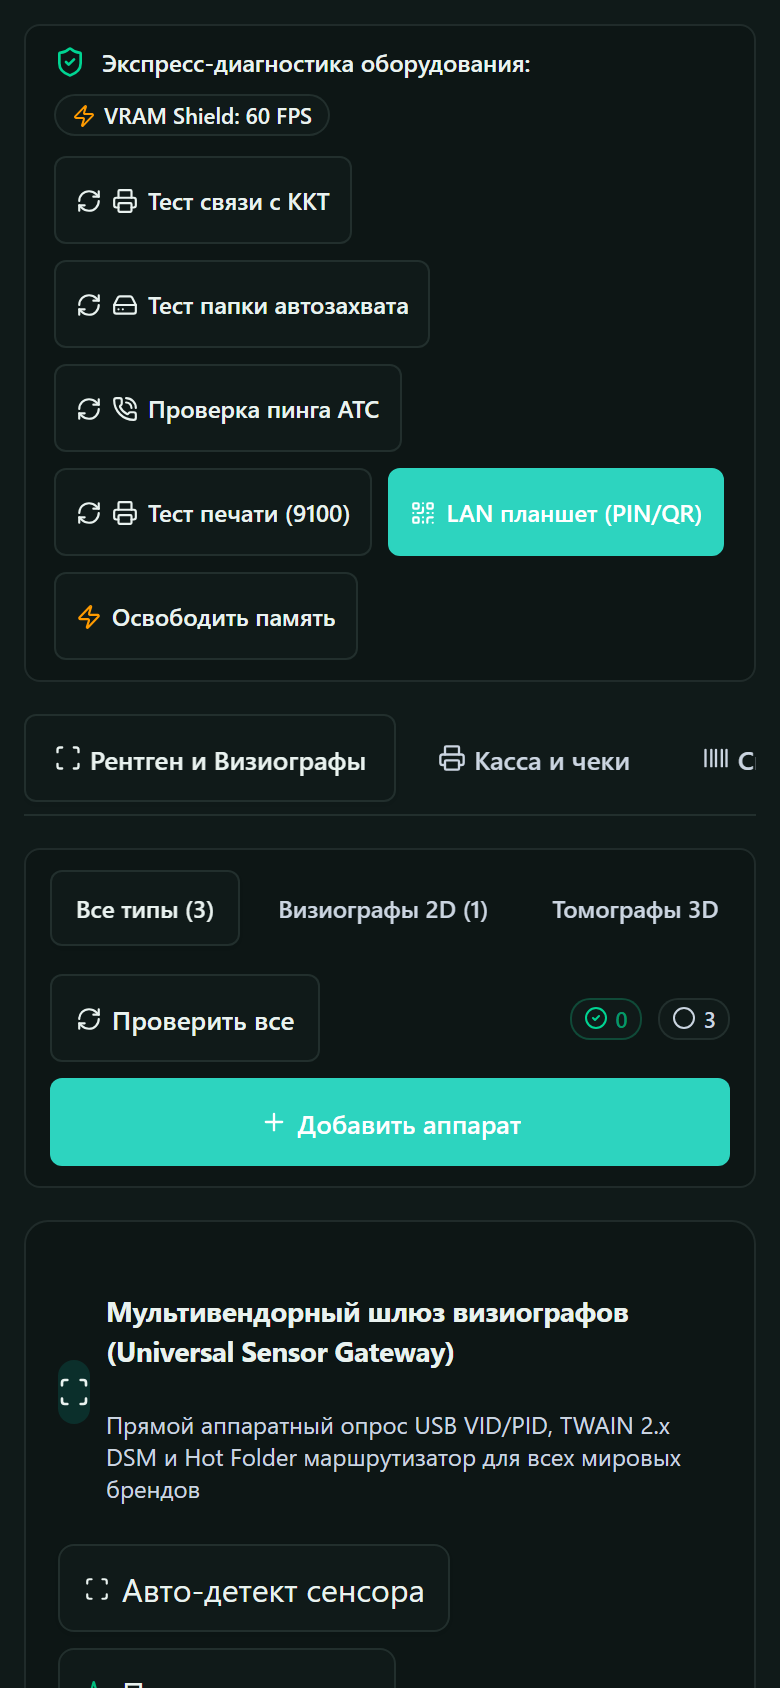 Экспресс-диагностика оборудования:
VRAM Shield: 60 FPS
Тест связи с ККТ
Тест папки автозахвата
Проверка пинга АТС
Тест печати (9100)
LAN планшет (PIN/QR)
Освободить память
Рентген и Визиографы
Касса и чеки
Все типы (3)
Визиографы 2D (1)
Томографы 3D
Проверить все
0
3
Добавить аппарат
Мультивендорный шлюз визиографов
(Universal Sensor Gateway)
Прямой аппаратный опрос USB VID/PID, TWAIN 2.x
DSM и Hot Folder маршрутизатор для всех мировых
брендов
Авто-детект сенсора